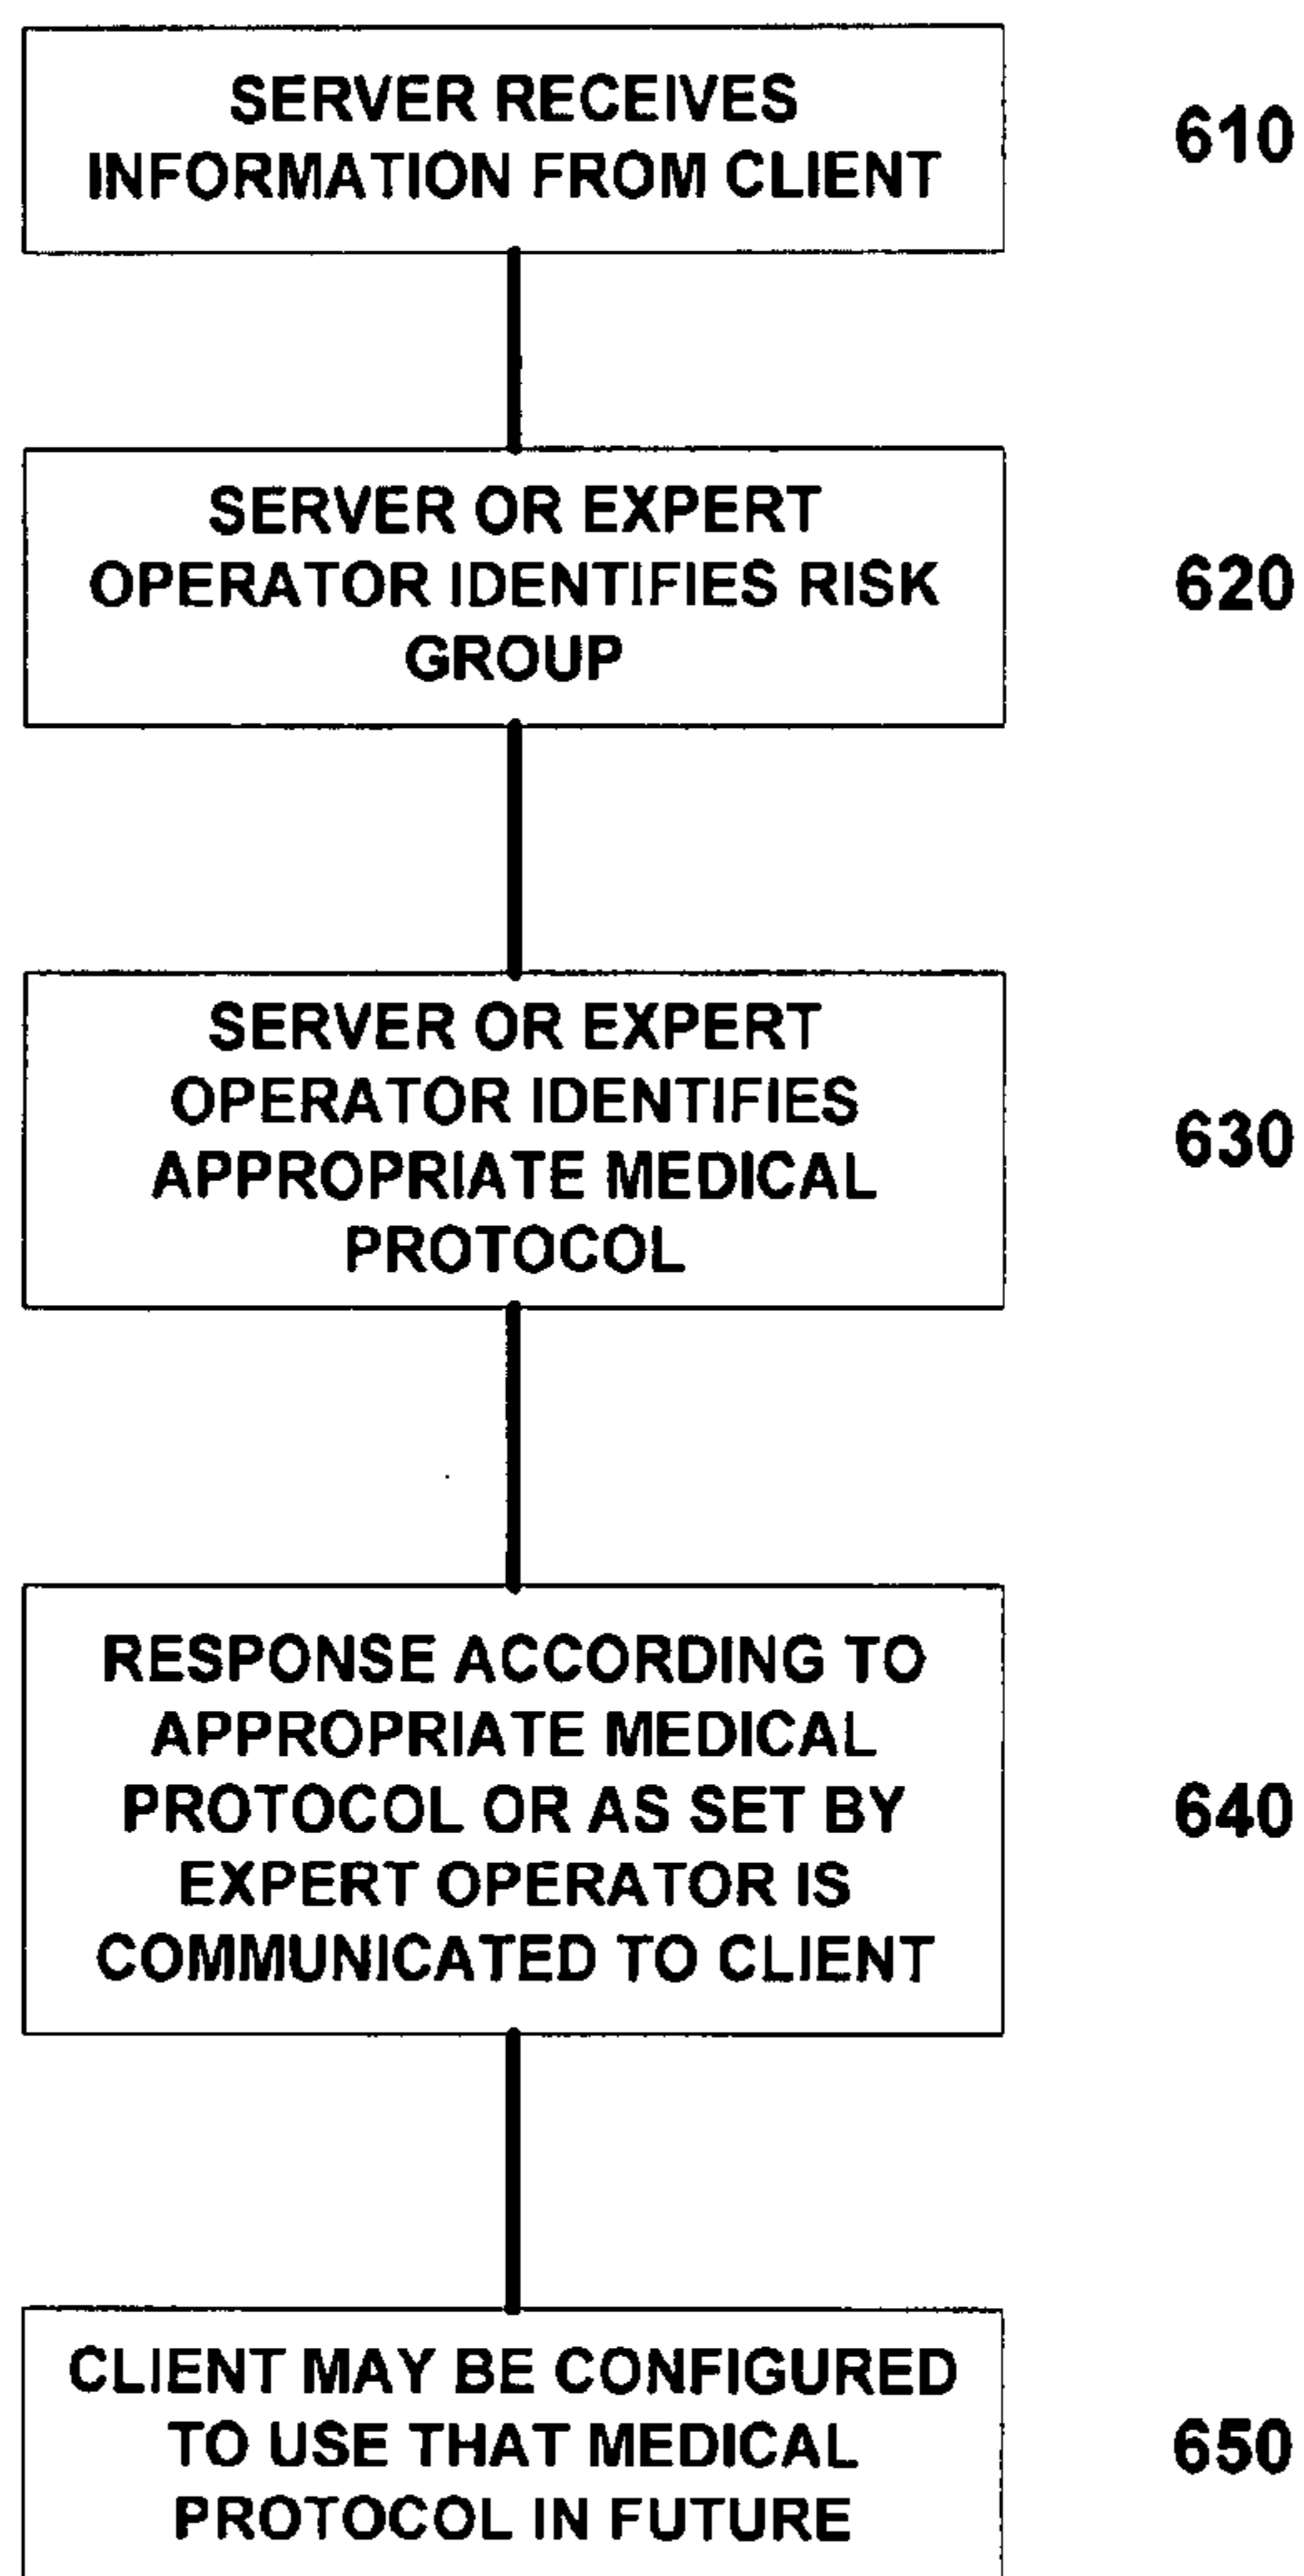 SERVER RECEIVES
INFORMATION FROM CLIENT
610
SERVER OR EXPERT
OPERATOR IDENTIFIES RISK
GROUP
620
SERVER OR EXPERT
OPERATOR IDENTIFIES
APPROPRIATE MEDICAL
PROTOCOL
630
RESPONSE ACCORDING TO
APPROPRIATE MEDICAL
PROTOCOL OR AS SET BY
EXPERT OPERATOR IS
COMMUNICATED TO CLIENT
640
CLIENT MAY BE CONFIGURED
TO USE THAT MEDICAL
PROTOCOL IN FUTURE
650